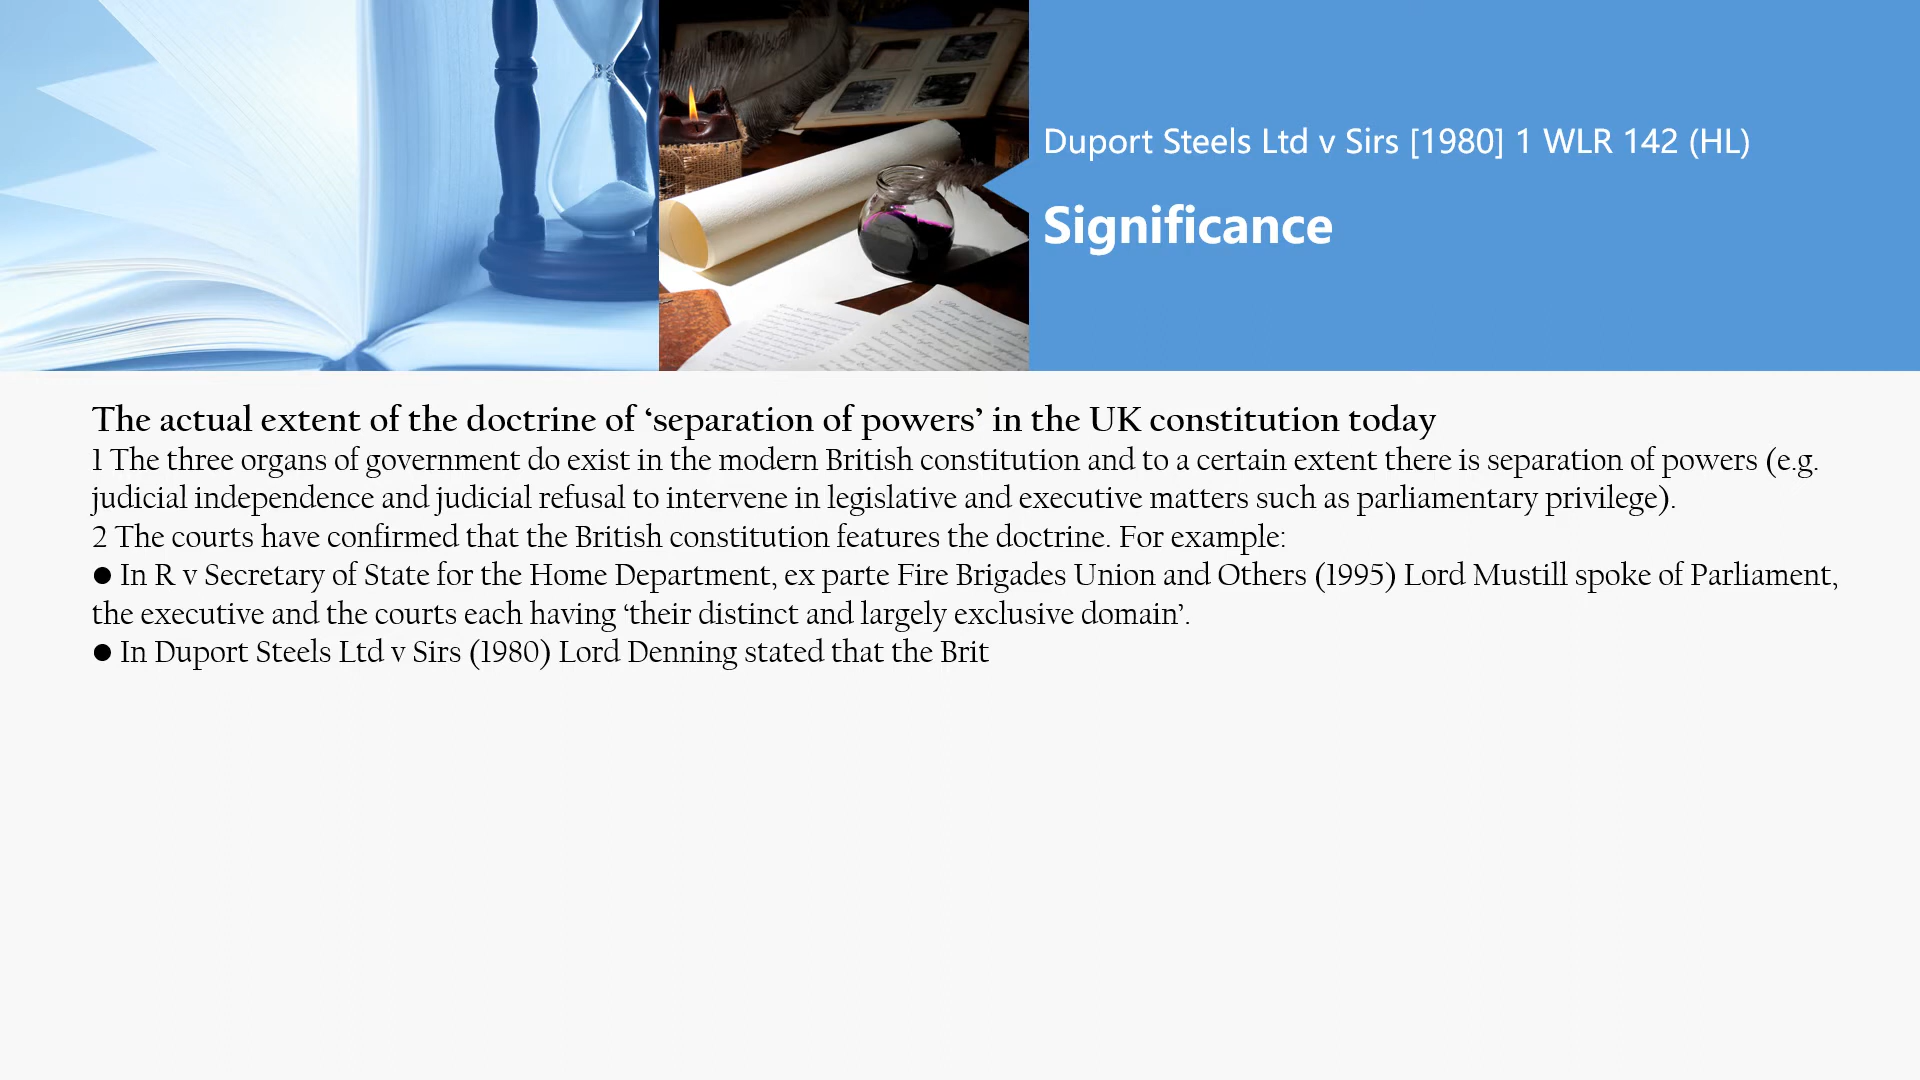 Duport Steels Ltd v Sirs [1980] 1 WLR 142 (HL)
Significance
The actual extent of the doctrine of ‘separation of powers’ in the UK constitution today
1 The three organs of government do exist in the modern British constitution and to a certain extent there is separation of powers (e.g.
judicial independence and judicial refusal to intervene in legislative and executive matters such as parliamentary privilege).
2 The courts have confirmed that the British constitution features the doctrine. For example:
● In R v Secretary of State for the Home Department, ex parte Fire Brigades Union and Others (1995) Lord Mustill spoke of Parliament,
the executive and the courts each having ‘their distinct and largely exclusive domain’.
● In Duport Steels Ltd v Sirs (1980) Lord Denning stated that the Brit